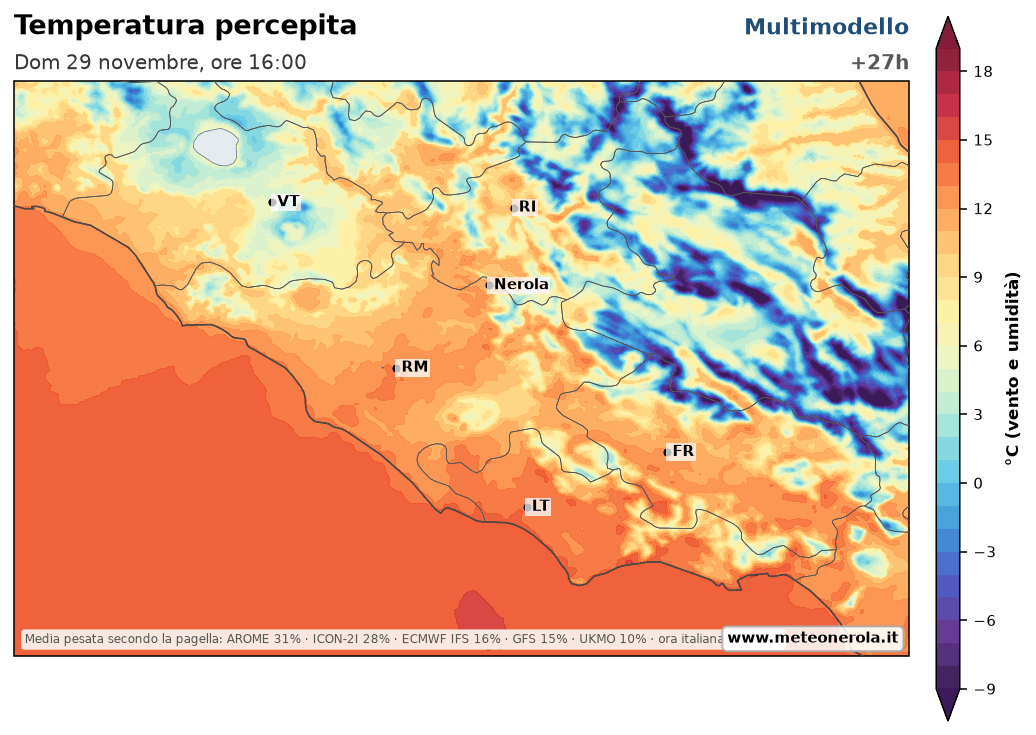 Temperatura percepita
Multimodello
Dom 29 novembre, ore 16:00
+27h
VT
RI
Nerola
RM
FR
LT
Media pesata secondo la pagella: AROME 31% · ICON-2I 28% · ECMWF IFS 16% · GFS 15% · UKMO 10% · ora italiana
www.meteonerola.it
18
15
12
9
6
3
0
−3
−6
−9
°C (vento e umidità)